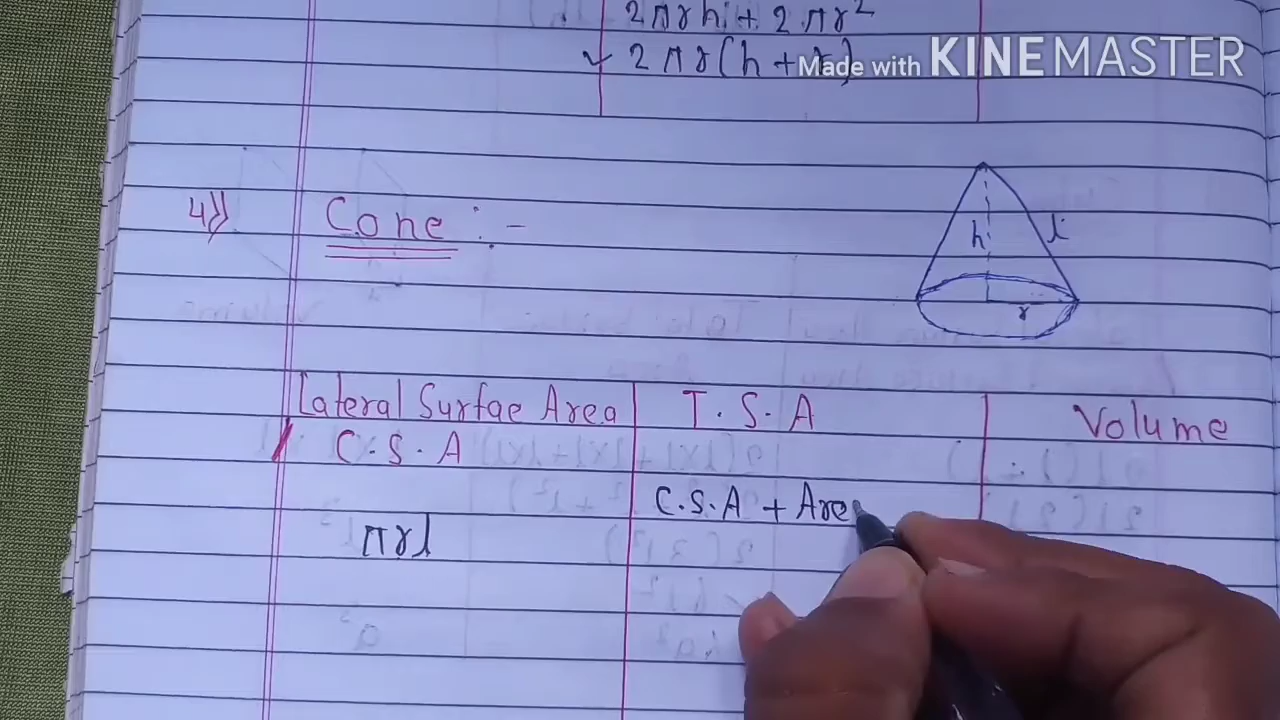 2πrh + 2πr²
✓ 2πr(h + r)
Made with KINEMASTER
4)) Cone :-
h l
r
Lateral Surfae Area T.S.A Volume
C.S.A
C.S.A + Are
πrl